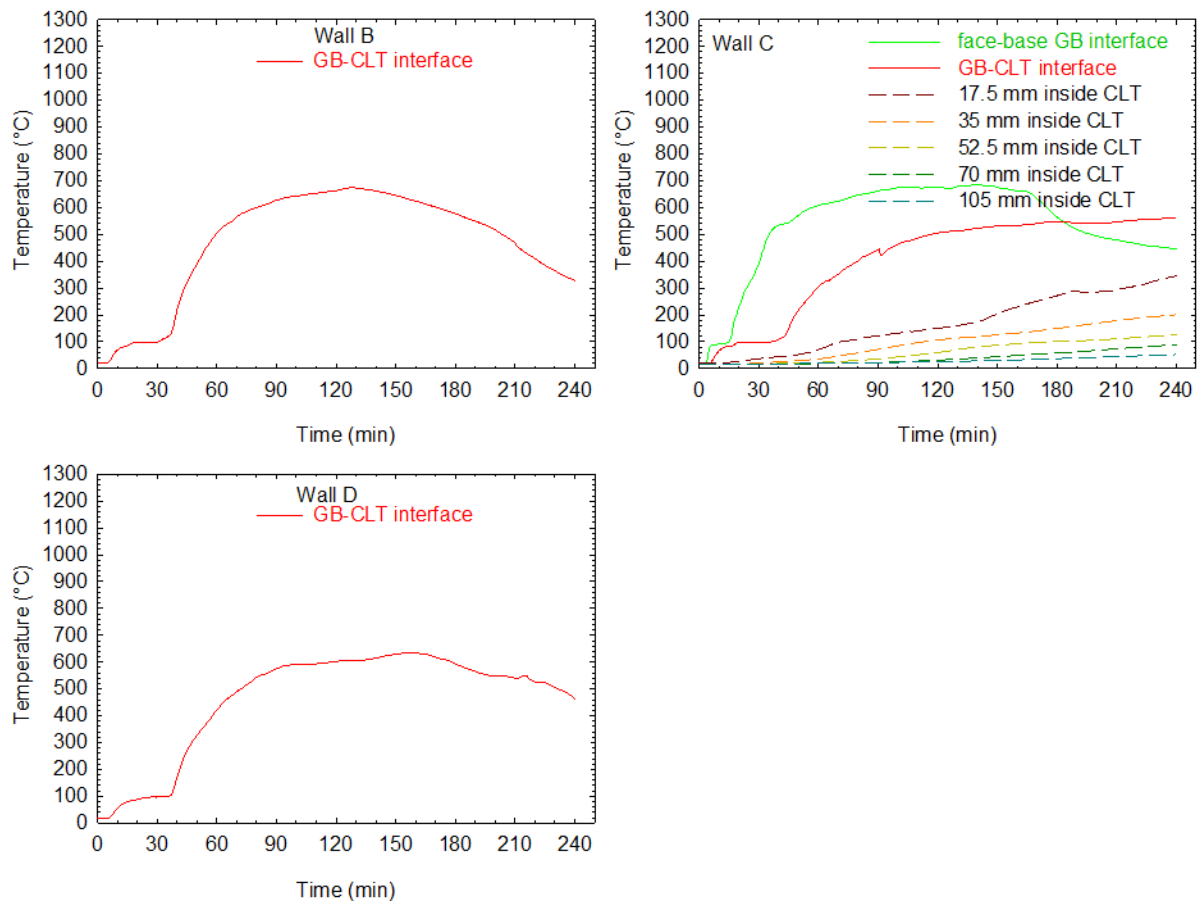 Wall B
GB-CLT interface
1300
1200
1100
1000
900
800
700
600
500
400
300
200
100
0
Temperature (°C)
0 30 60 90 120 150 180 210 240
Time (min)
Wall C
face-base GB interface
GB-CLT interface
17.5 mm inside CLT
35 mm inside CLT
52.5 mm inside CLT
70 mm inside CLT
105 mm inside CLT
1300
1200
1100
1000
900
800
700
600
500
400
300
200
100
0
Temperature (°C)
0 30 60 90 120 150 180 210 240
Time (min)
Wall D
GB-CLT interface
1300
1200
1100
1000
900
800
700
600
500
400
300
200
100
0
Temperature (°C)
0 30 60 90 120 150 180 210 240
Time (min)